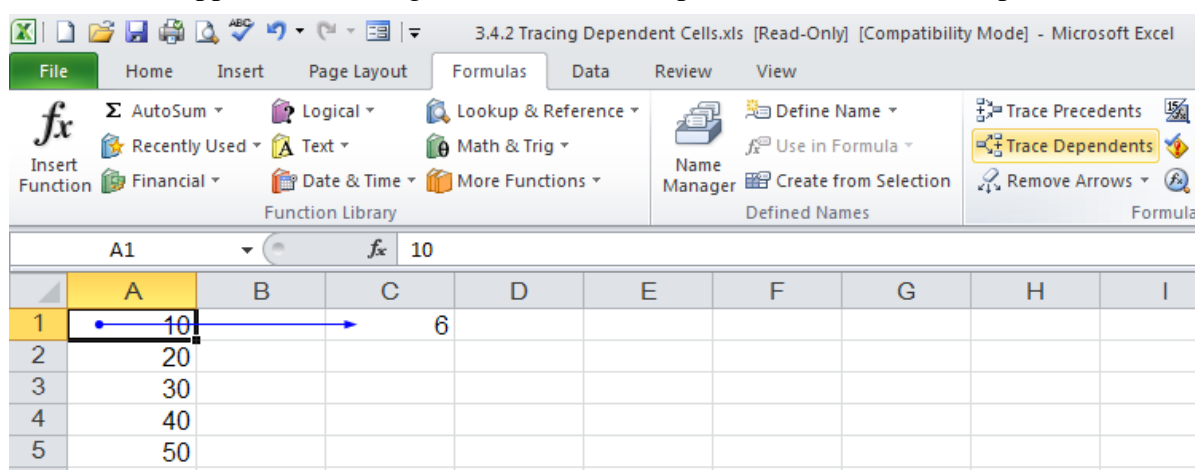 3.4.2 Tracing Dependent Cells.xls [Read-Only] [Compatibility Mode] - Microsoft Excel
File Home Insert Page Layout Formulas Data Review View
fx Insert Function
Σ AutoSum Logical Lookup & Reference
Recently Used Text Math & Trig
Financial Date & Time More Functions
Function Library
Name Manager
Define Name
Use in Formula
Create from Selection
Defined Names
Trace Precedents
Trace Dependents
Remove Arrows
A1 fx 10
A B C D E F G H I
1 10 6
2 20
3 30
4 40
5 50